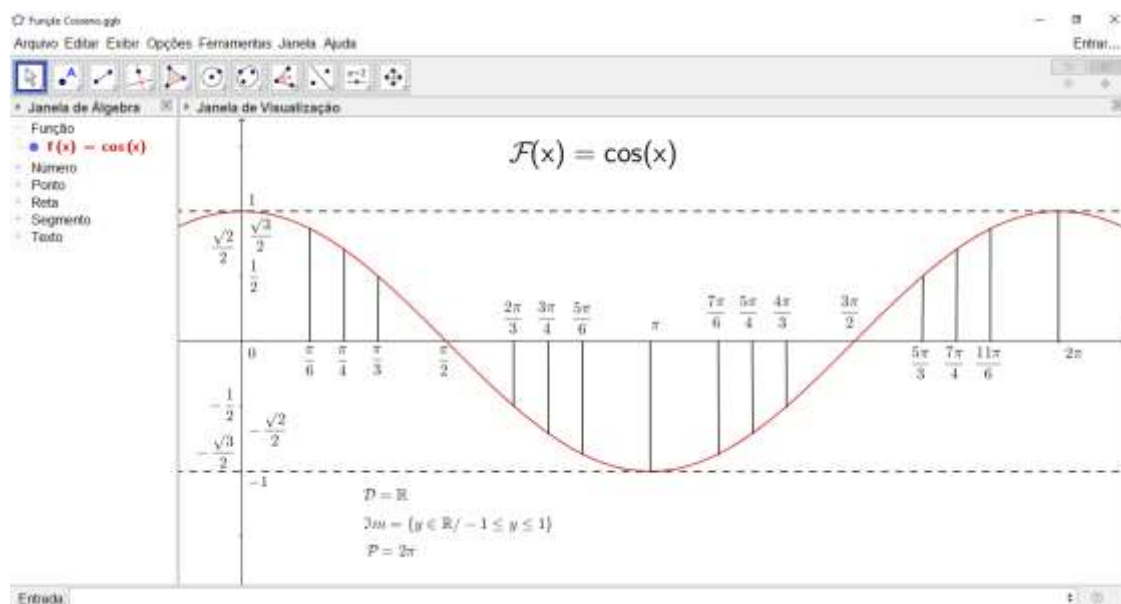 Função Cosseno.ggb
Arquivo Editar Exibir Opções Ferramentas Janela Ajuda
Entrar...
Janela de Álgebra
Janela de Visualização
Função
f(x) = cos(x)
Número
Ponto
Reta
Segmento
Texto
F(x) = cos(x)
1
√2/2 √3/2
1/2
2π/3 3π/4 5π/6 π 7π/6 5π/4 4π/3 3π/2
0 π/6 π/4 π/3 π/2 5π/3 7π/4 11π/6 2π
-1/2
-√2/2
-√3/2
-1
D = ℝ
Im = {y ∈ ℝ/ − 1 ≤ y ≤ 1}
P = 2π
Entrada: